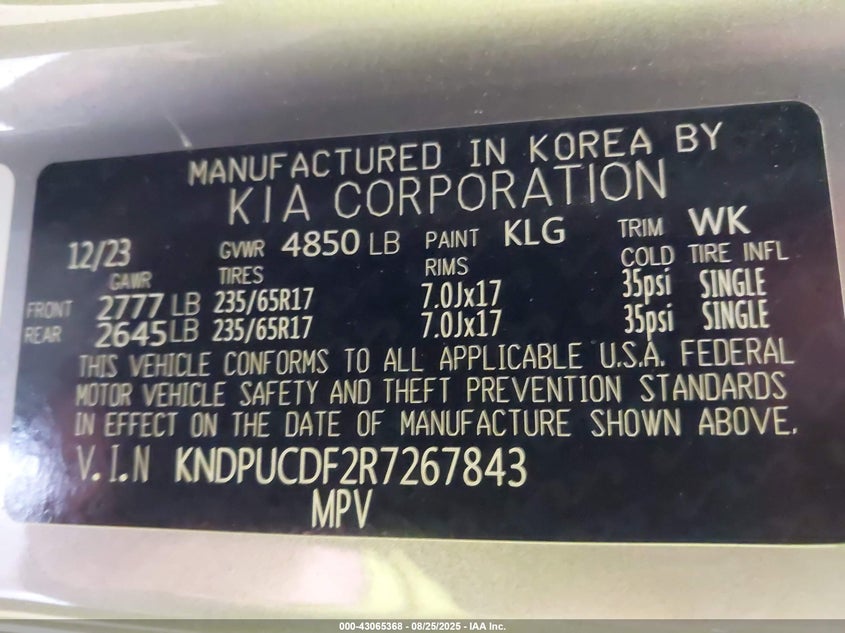 MANUFACTURED IN KOREA BY
KIA CORPORATION
12/23 GVWR 4850 LB PAINT KLG TRIM WK
GAWR TIRES RIMS COLD TIRE INFL
FRONT 2777 LB 235/65R17 7.0Jx17 35psi SINGLE
REAR 2645 LB 235/65R17 7.0Jx17 35psi SINGLE
THIS VEHICLE CONFORMS TO ALL APPLICABLE U.S.A. FEDERAL
MOTOR VEHICLE SAFETY AND THEFT PREVENTION STANDARDS
IN EFFECT ON THE DATE OF MANUFACTURE SHOWN ABOVE.
V.I.N KNDPUCDF2R7267843
MPV
000-43065368 - 08/25/2025 - IAA Inc.